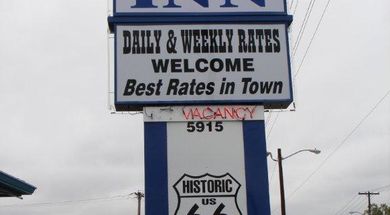 INN
DAILY & WEEKLY RATES
WELCOME
Best Rates in Town
VACANCY
5915
HISTORIC
US
66